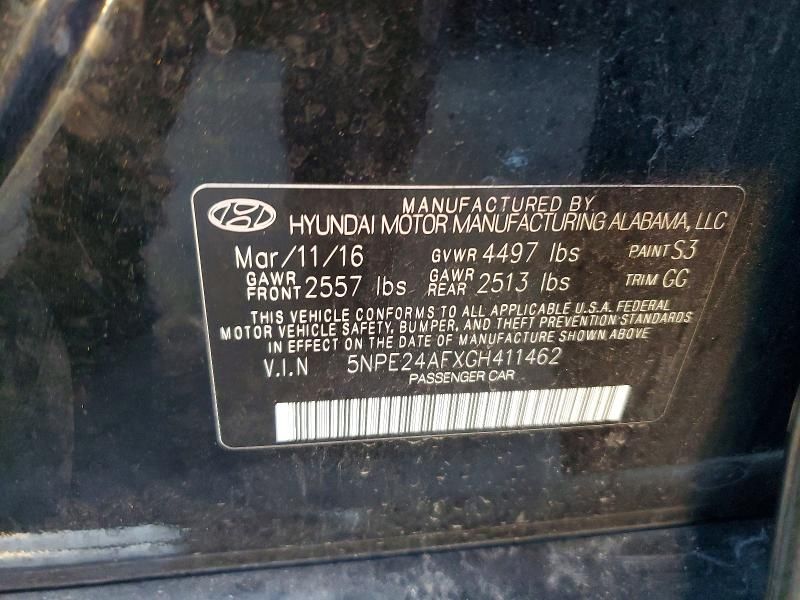 MANUFACTURED BY
HYUNDAI MOTOR MANUFACTURING ALABAMA, LLC
Mar/11/16 GVWR 4497 lbs PAINT S3
GAWR FRONT 2557 lbs GAWR REAR 2513 lbs TRIM GG
THIS VEHICLE CONFORMS TO ALL APPLICABLE U.S.A. FEDERAL
MOTOR VEHICLE SAFETY, BUMPER, AND THEFT PREVENTION STANDARDS
IN EFFECT ON THE DATE OF MANUFACTURE SHOWN ABOVE
V.I.N 5NPE24AFXGH411462
PASSENGER CAR